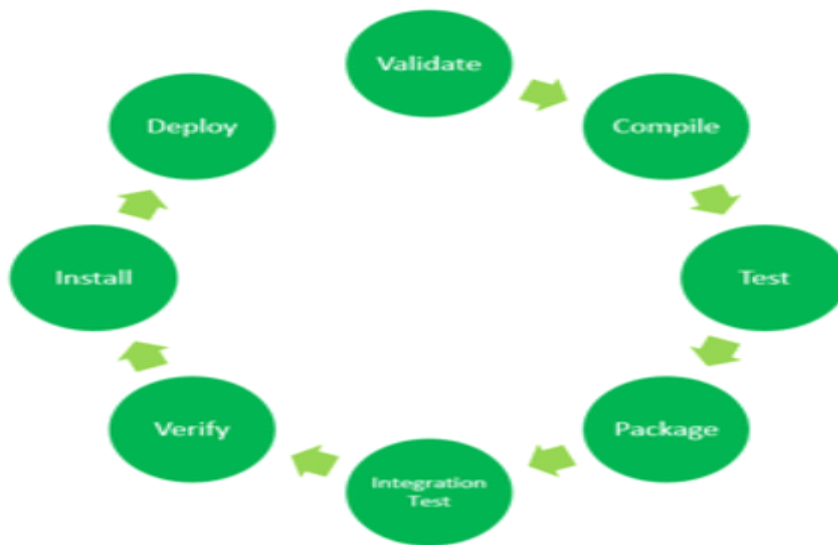 Validate
Compile
Test
Package
Integration
Test
Verify
Install
Deploy